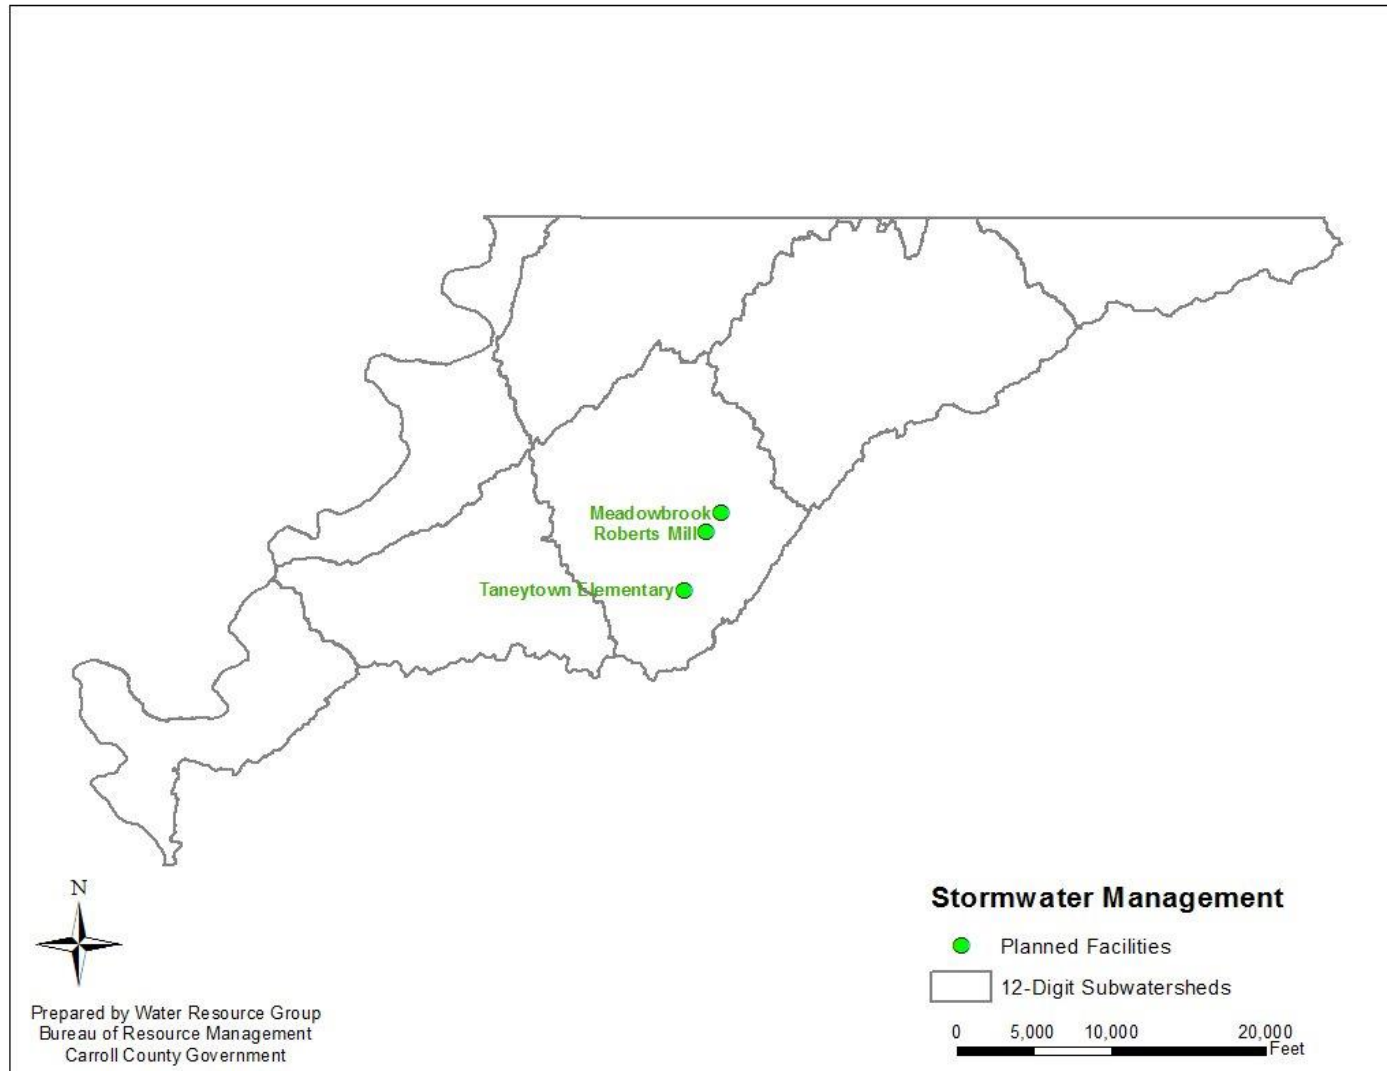 Meadowbrook
Roberts Mill
Taneytown Elementary
N
Prepared by Water Resource Group
Bureau of Resource Management
Carroll County Government
Stormwater Management
Planned Facilities
12-Digit Subwatersheds
0 5,000 10,000 20,000
Feet